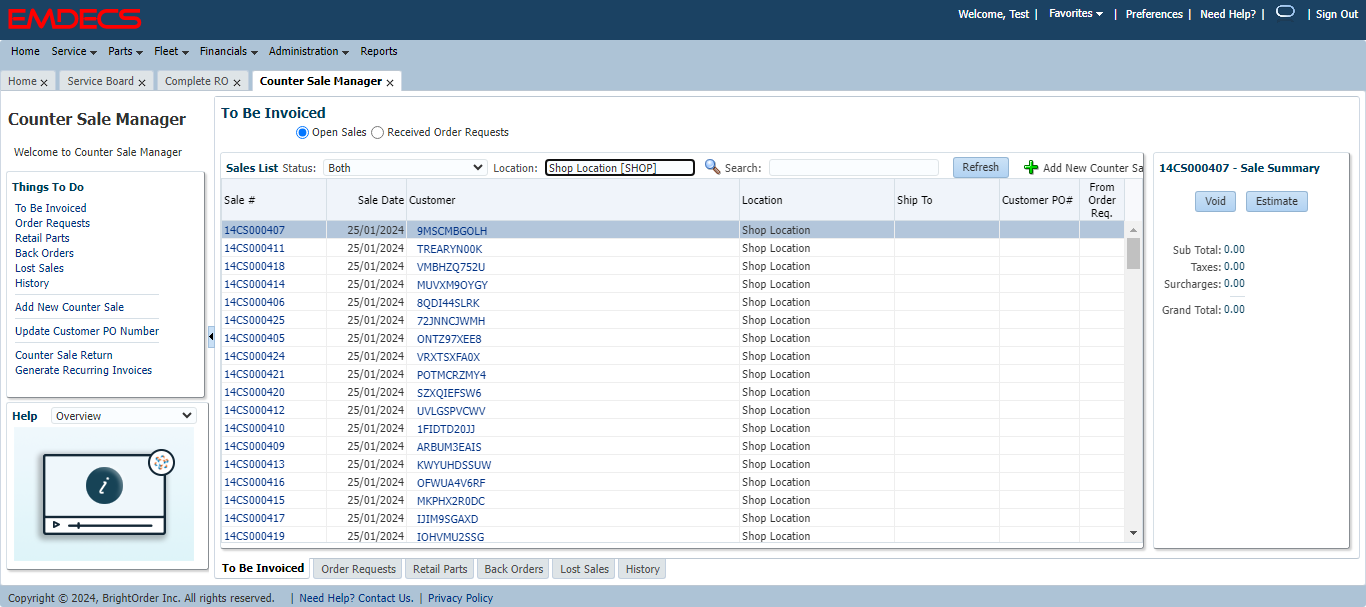 EMDECS
Welcome, Test | Favorites | Preferences | Need Help? | | Sign Out
Home Service Parts Fleet Financials Administration Reports
Home x Service Board x Complete RO x Counter Sale Manager x
Counter Sale Manager
Welcome to Counter Sale Manager
Things To Do
To Be Invoiced
Order Requests
Retail Parts
Back Orders
Lost Sales
History
Add New Counter Sale
Update Customer PO Number
Counter Sale Return
Generate Recurring Invoices
Help Overview
i
To Be Invoiced
Open Sales Received Order Requests
Sales List Status: Both Location: Shop Location [SHOP] Search: Refresh Add New Counter Sa
Sale # Sale Date Customer Location Ship To Customer PO# From Order Req.
14CS000407 25/01/2024 9MSCMBGOLH Shop Location
14CS000411 25/01/2024 TREARYN00K Shop Location
14CS000418 25/01/2024 VMBHZQ752U Shop Location
14CS000414 25/01/2024 MUVXM9OYGY Shop Location
14CS000406 25/01/2024 8QDI44SLRK Shop Location
14CS000425 25/01/2024 72JNNCJWMH Shop Location
14CS000405 25/01/2024 ONTZ97XEE8 Shop Location
14CS000424 25/01/2024 VRXTSXFA0X Shop Location
14CS000421 25/01/2024 POTMCRZMY4 Shop Location
14CS000420 25/01/2024 SZXQIEFSW6 Shop Location
14CS000412 25/01/2024 UVLGSPVCWV Shop Location
14CS000410 25/01/2024 1FIDTD20JJ Shop Location
14CS000409 25/01/2024 ARBUM3EAIS Shop Location
14CS000413 25/01/2024 KWYUHDSSUW Shop Location
14CS000416 25/01/2024 OFWUA4V6RF Shop Location
14CS000415 25/01/2024 MKPHX2R0DC Shop Location
14CS000417 25/01/2024 IJIM9SGAXD Shop Location
14CS000419 25/01/2024 IOHVMU2SSG Shop Location
14CS000407 - Sale Summary
Void Estimate
Sub Total: 0.00
Taxes: 0.00
Surcharges: 0.00
Grand Total: 0.00
To Be Invoiced Order Requests Retail Parts Back Orders Lost Sales History
Copyright © 2024, BrightOrder Inc. All rights reserved. | Need Help? Contact Us. | Privacy Policy